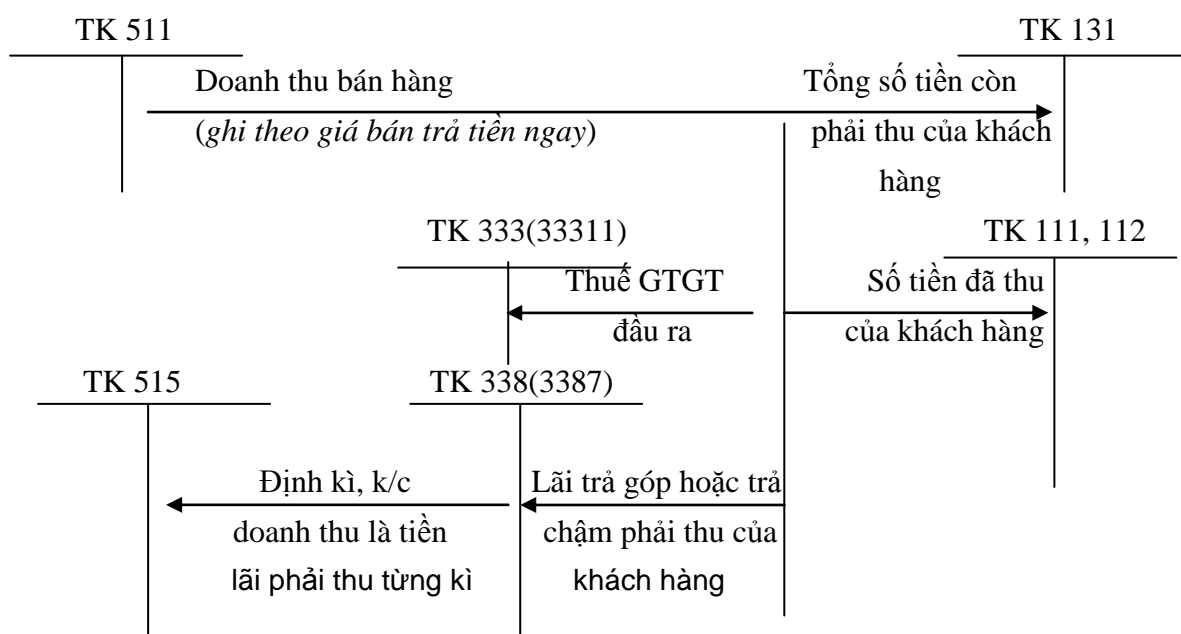 TK 511
TK 131
Doanh thu bán hàng
(ghi theo giá bán trả tiền ngay)
Tổng số tiền còn
phải thu của khách
hàng
TK 333(33311)
TK 111, 112
Thuế GTGT
đầu ra
Số tiền đã thu
của khách hàng
TK 515
TK 338(3387)
Định kì, k/c
doanh thu là tiền
lãi phải thu từng kì
Lãi trả góp hoặc trả
chậm phải thu của
khách hàng